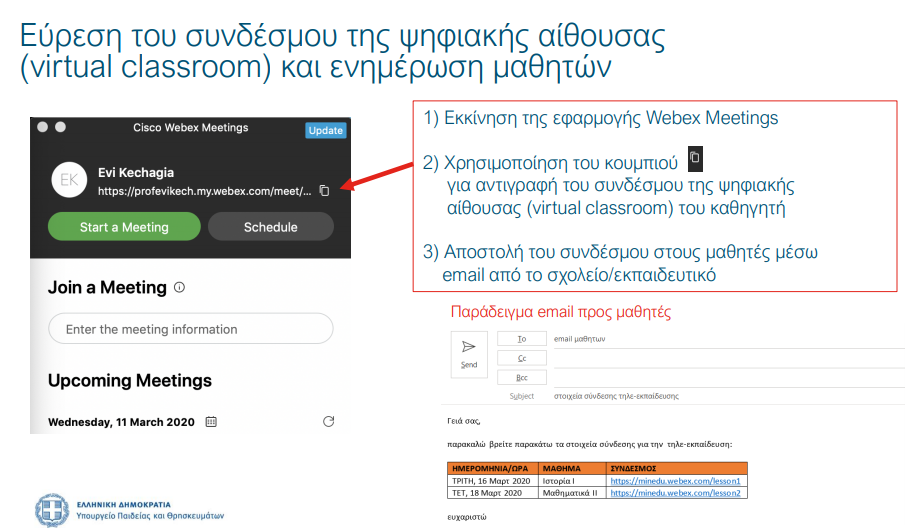 Εύρεση του συνδέσμου της ψηφιακής αίθουσας
(virtual classroom) και ενημέρωση μαθητών
Cisco Webex Meetings
Update
EK
Evi Kechagia
https://profevikech.my.webex.com/meet/...
Start a Meeting
Schedule
Join a Meeting
Enter the meeting information
Upcoming Meetings
Wednesday, 11 March 2020
1) Εκκίνηση της εφαρμογής Webex Meetings
2) Χρησιμοποίηση του κουμπιού
για αντιγραφή του συνδέσμου της ψηφιακής
αίθουσας (virtual classroom) του καθηγητή
3) Αποστολή του συνδέσμου στους μαθητές μέσω
email από το σχολείο/εκπαιδευτικό
Παράδειγμα email προς μαθητές
Send
To
email μαθητων
Cc
Bcc
Subject
στοιχεία σύνδεσης τηλε-εκπαίδευσης
Γειά σας,
παρακαλώ βρείτε παρακάτω τα στοιχεία σύνδεσης για την τηλε-εκπαίδευση:
ΗΜΕΡΟΜΗΝΙΑ/ΩΡΑ ΜΑΘΗΜΑ ΣΥΝΔΕΣΜΟΣ
ΤΡΙΤΗ, 16 Μαρτ 2020 Ιστορία Ι https://minedu.webex.com/lesson1
ΤΕΤ, 18 Μαρτ 2020 Μαθηματικά ΙΙ https://minedu.webex.com/lesson2
ευχαριστώ
ΕΛΛΗΝΙΚΗ ΔΗΜΟΚΡΑΤΙΑ
Υπουργείο Παιδείας και Θρησκευμάτων